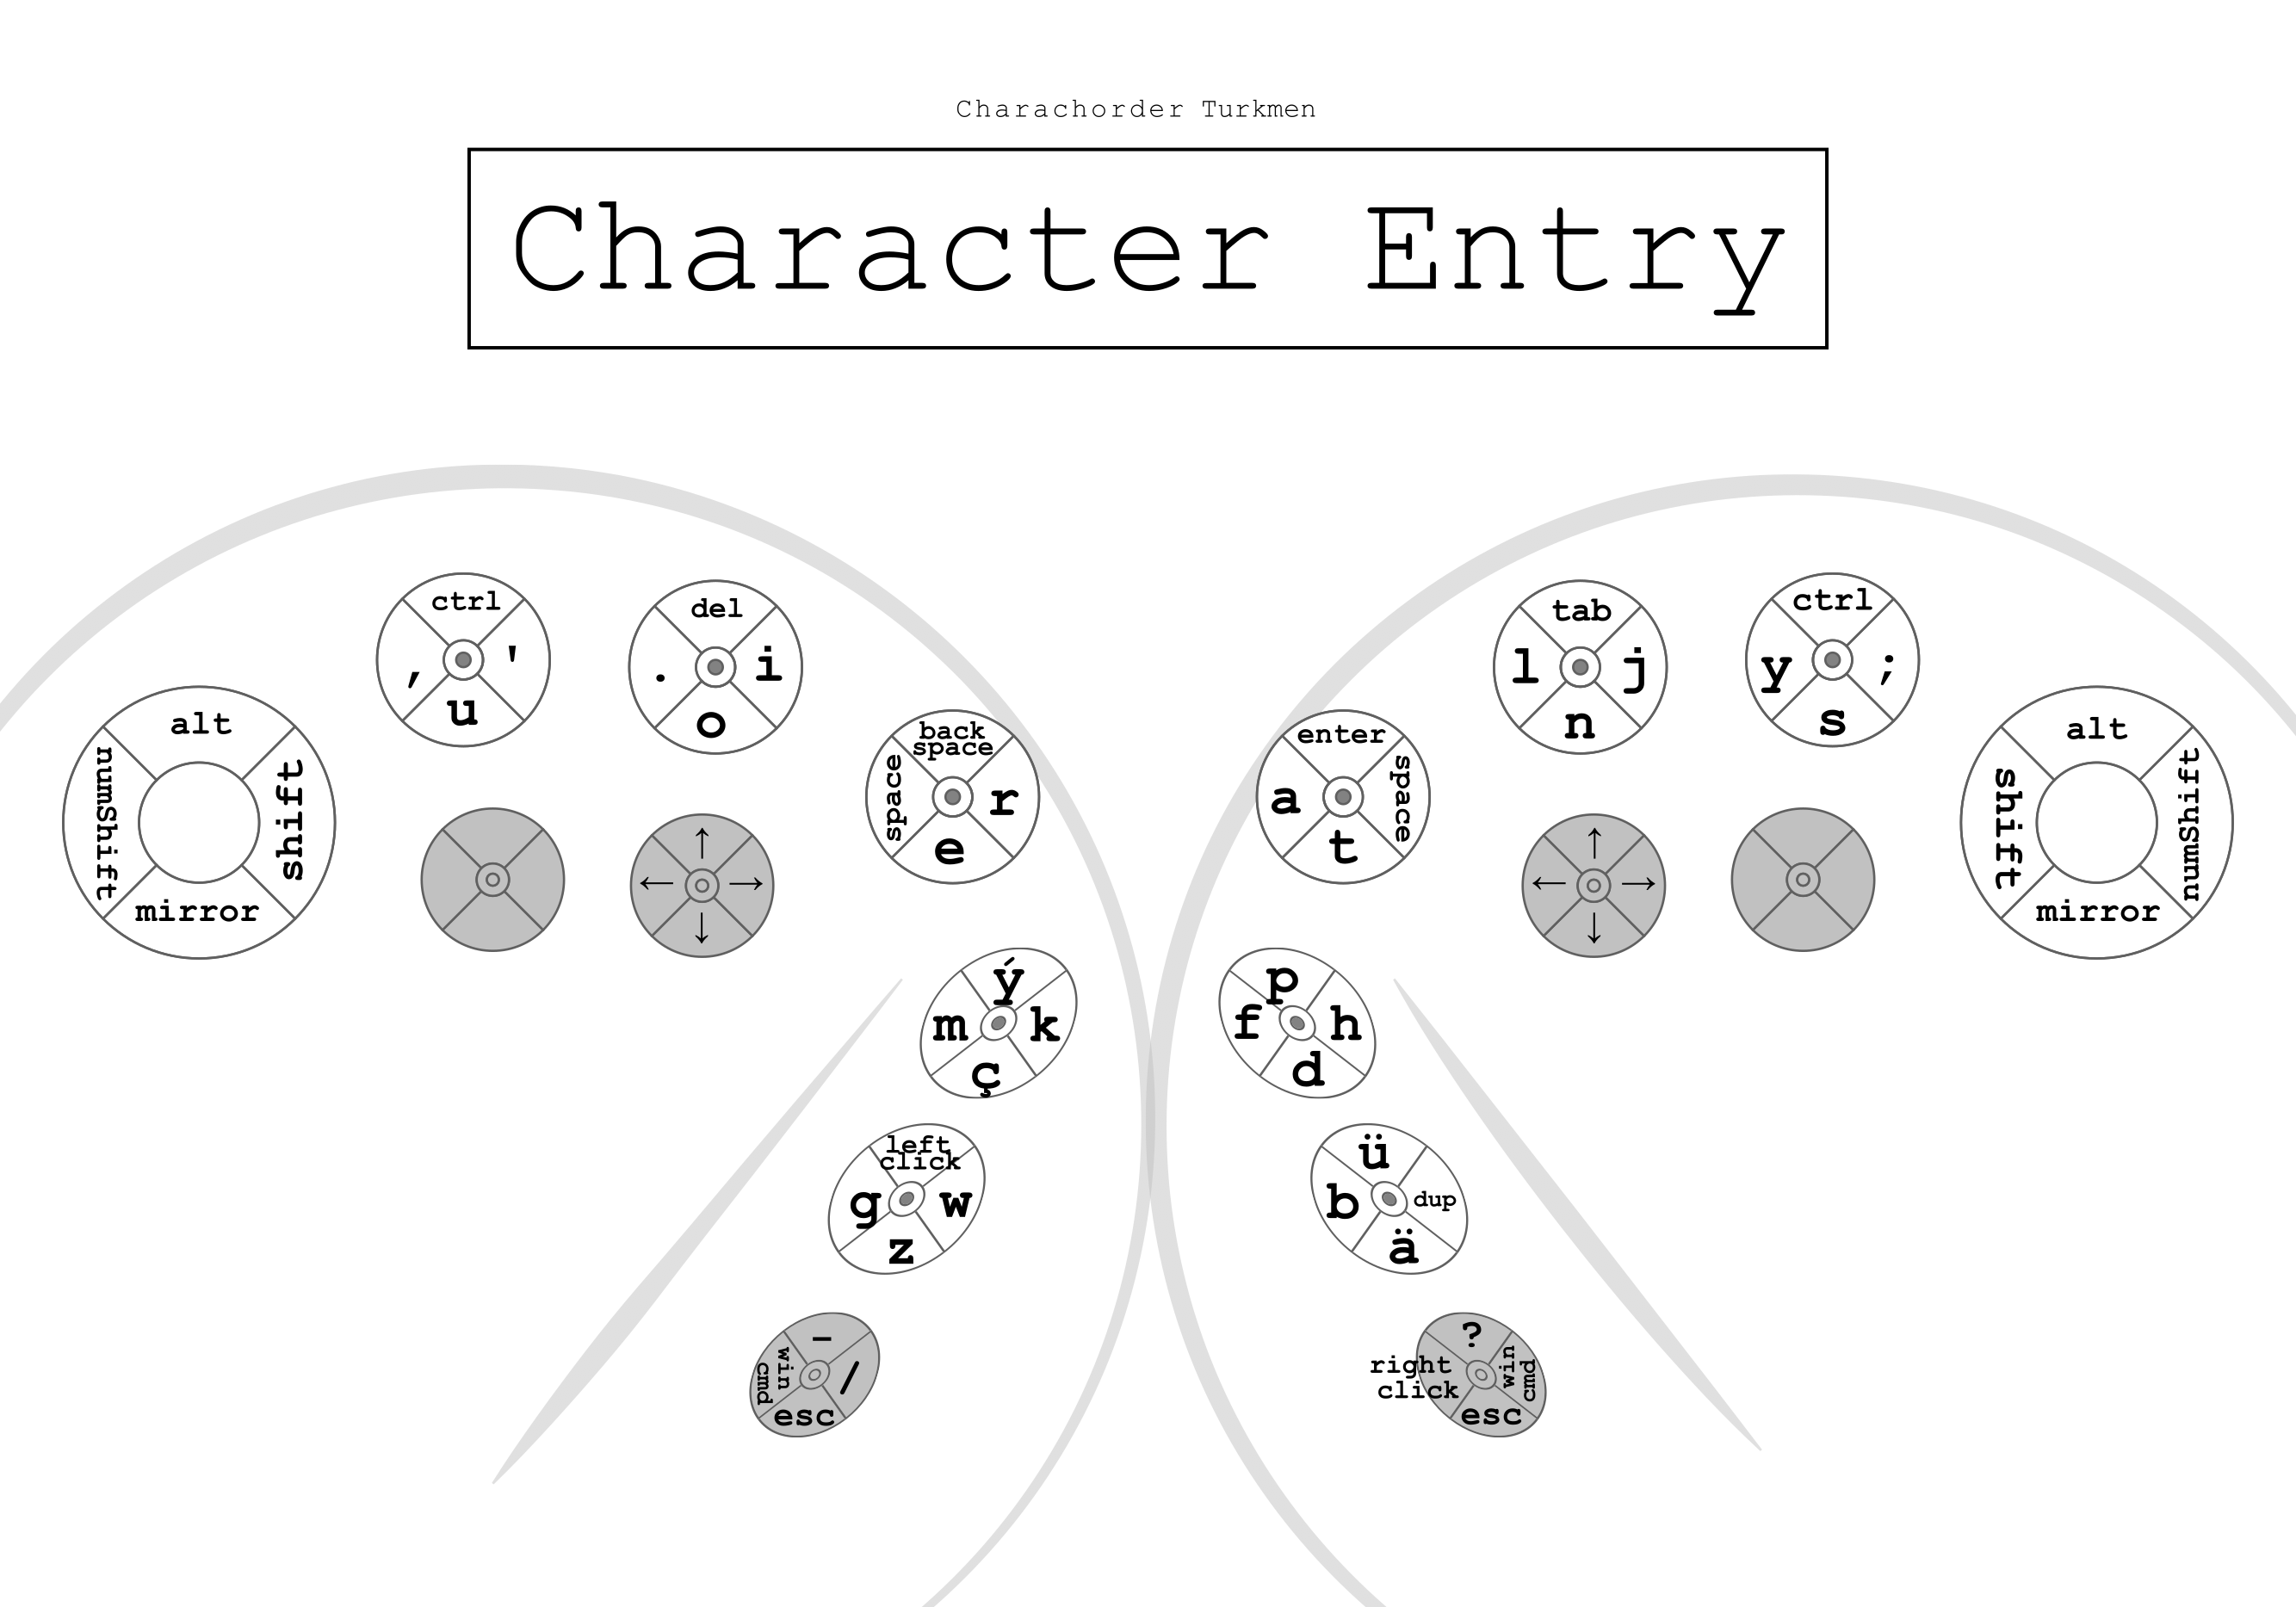 Charachorder Turkmen
Character Entry
ctrl
, '
u
del
. i
o
alt
numShift
shift
mirror
back
space
space
r
e
↑
← →
↓
ý
m k
ç
left
click
g w
z
-
win
cmd
/
esc
tab
l j
n
ctrl
y ;
s
enter
a
space
t
alt
shift
numShift
mirror
↑
← →
↓
p
f h
d
ü
b dup
ä
?
right
click
win
cmd
esc